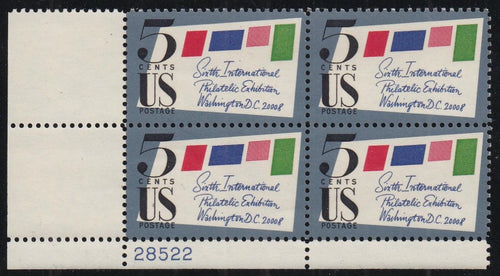 5
CENTS
US
POSTAGE
Sixth International
Philatelic Exhibition
Washington D.C. 20008
5
CENTS
US
POSTAGE
Sixth International
Philatelic Exhibition
Washington D.C. 20008
5
CENTS
US
POSTAGE
Sixth International
Philatelic Exhibition
Washington D.C. 20008
5
CENTS
US
POSTAGE
Sixth International
Philatelic Exhibition
Washington D.C. 20008
28522